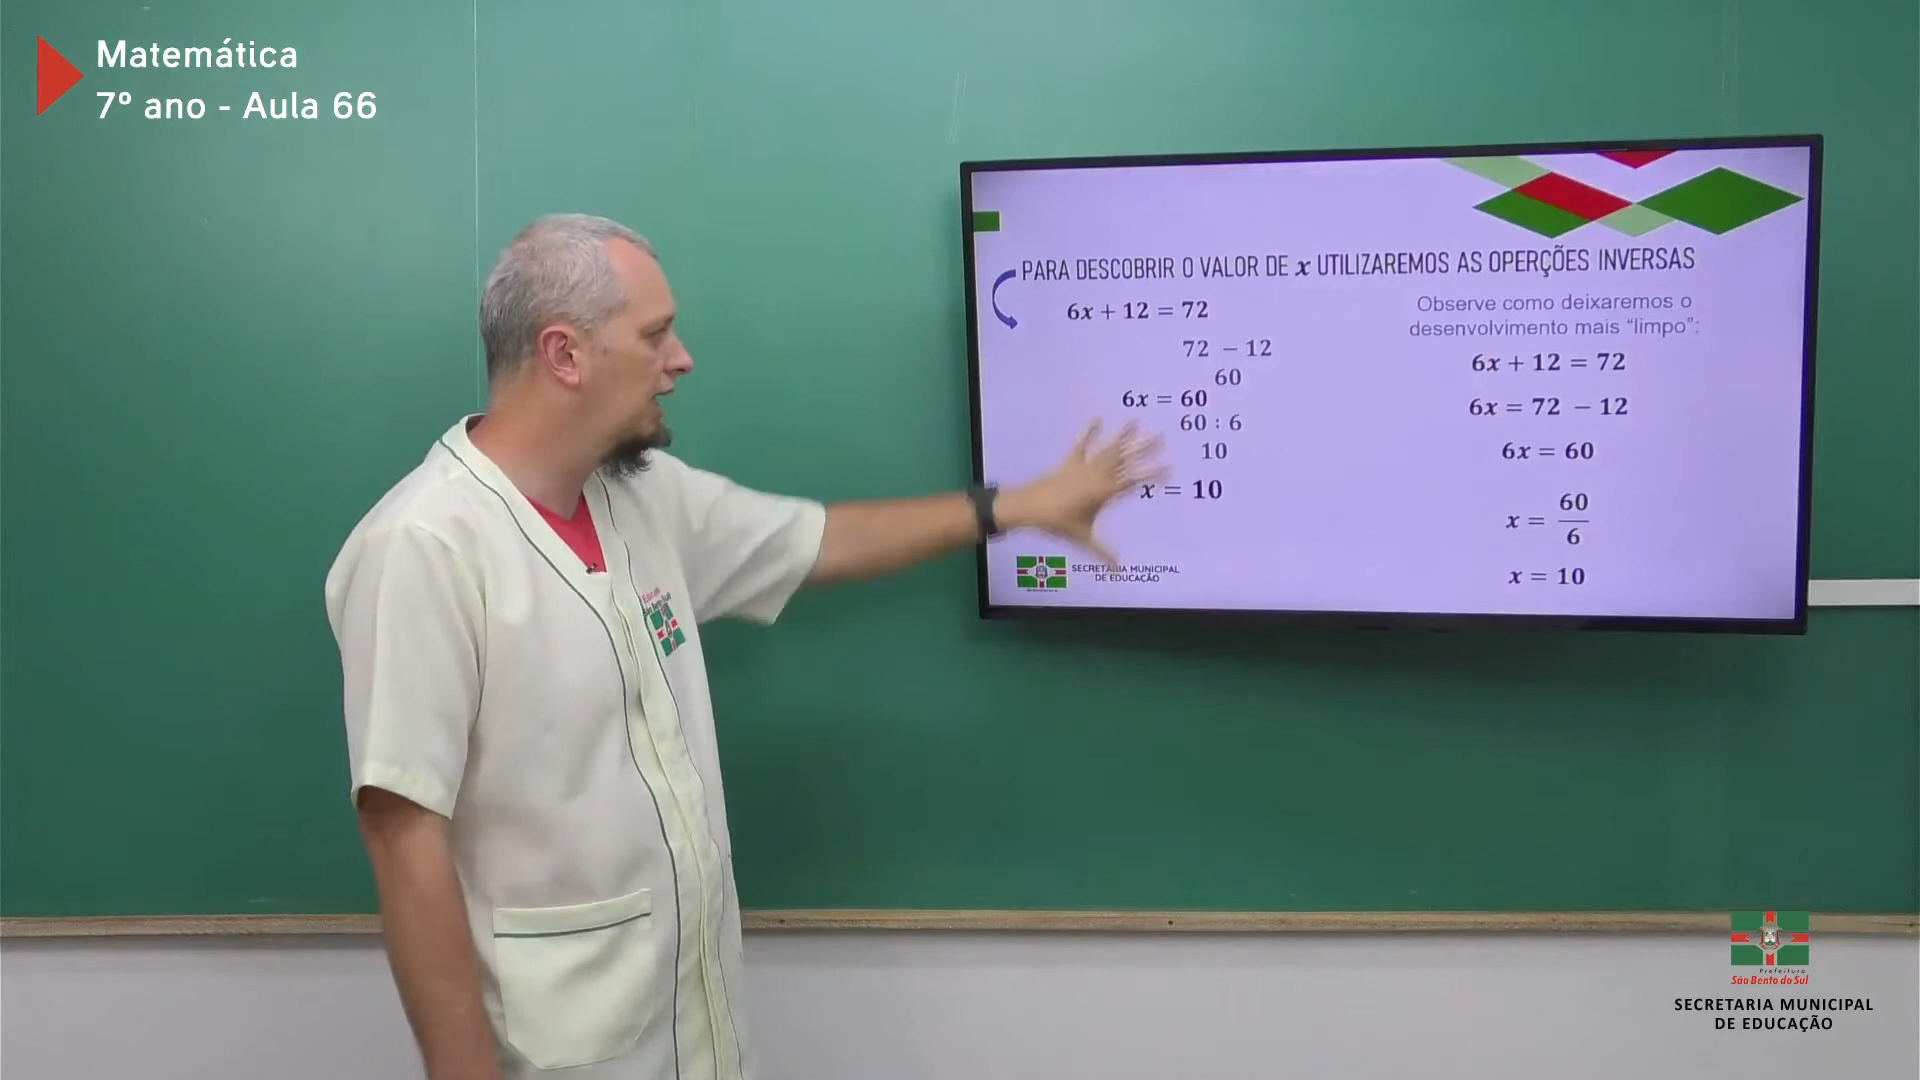 Matemática
7º ano - Aula 66
PARA DESCOBRIR O VALOR DE x UTILIZAREMOS AS OPERÇÕES INVERSAS
6x + 12 = 72
72 - 12
60
6x = 60
60 : 6
10
x = 10
SECRETARIA MUNICIPAL
DE EDUCAÇÃO
Observe como deixaremos o
desenvolvimento mais “limpo”:
6x + 12 = 72
6x = 72 - 12
6x = 60
x = 60/6
x = 10
Prefeitura
São Bento do Sul
SECRETARIA MUNICIPAL
DE EDUCAÇÃO